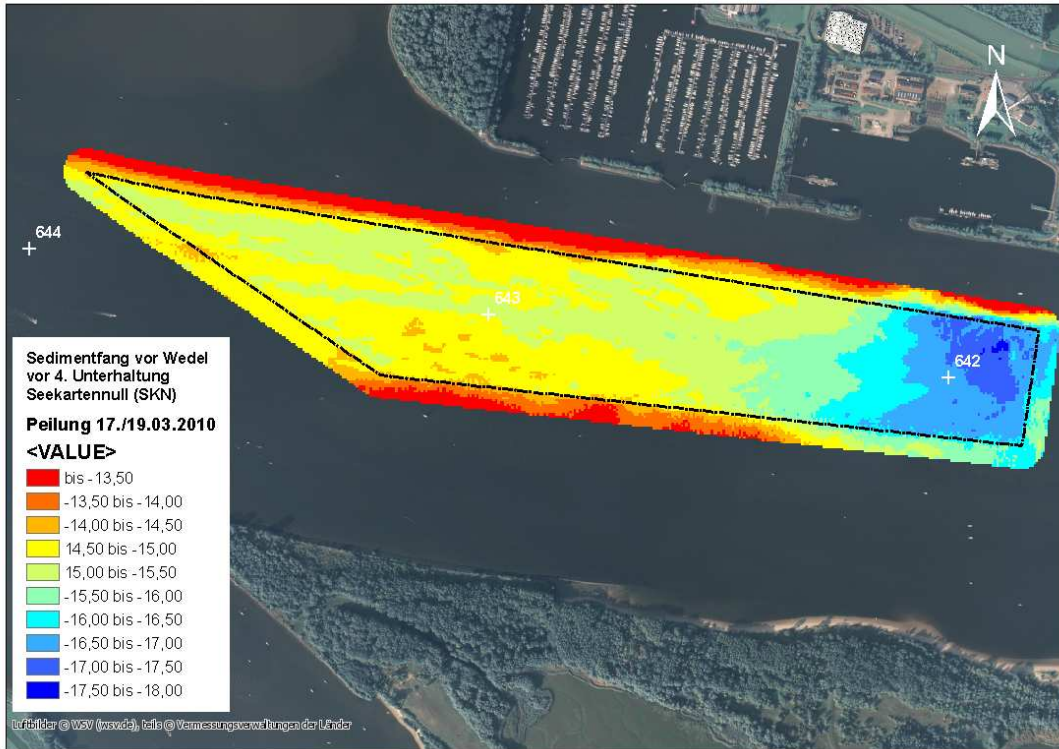 N
644
643
642
Sedimentfang vor Wedel
vor 4. Unterhaltung
Seekartennull (SKN)
Peilung 17./19.03.2010
<VALUE>
bis -13,50
-13,50 bis -14,00
-14,00 bis -14,50
14,50 bis -15,00
15,00 bis -15,50
-15,50 bis -16,00
-16,00 bis -16,50
-16,50 bis -17,00
-17,00 bis -17,50
-17,50 bis -18,00
Luftbilder © WSV (wsv.de), teils © Vermessungsverwaltungen der Länder